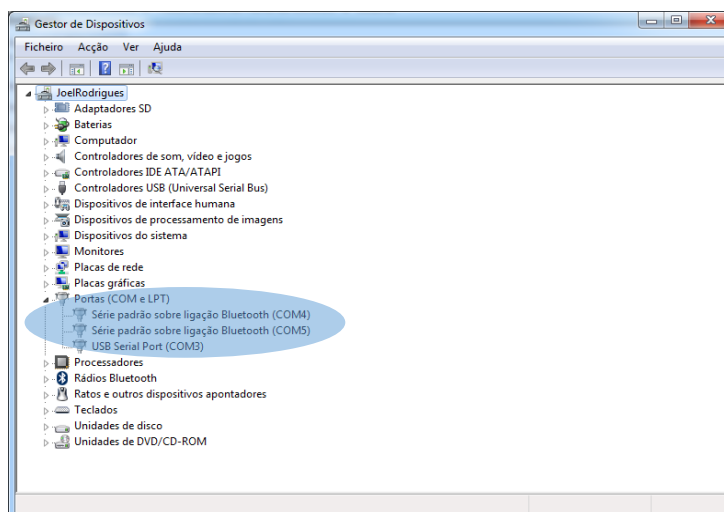 Gestor de Dispositivos
Ficheiro Acção Ver Ajuda
JoelRodrigues
Adaptadores SD
Baterias
Computador
Controladores de som, vídeo e jogos
Controladores IDE ATA/ATAPI
Controladores USB (Universal Serial Bus)
Dispositivos de interface humana
Dispositivos de processamento de imagens
Dispositivos do sistema
Monitores
Placas de rede
Placas gráficas
Portas (COM e LPT)
Série padrão sobre ligação Bluetooth (COM4)
Série padrão sobre ligação Bluetooth (COM5)
USB Serial Port (COM3)
Processadores
Rádios Bluetooth
Ratos e outros dispositivos apontadores
Teclados
Unidades de disco
Unidades de DVD/CD-ROM